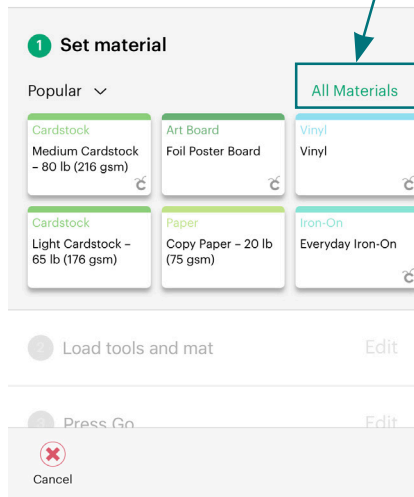 1 Set material
Popular
All Materials
Cardstock
Medium Cardstock
– 80 lb (216 gsm)
Art Board
Foil Poster Board
Vinyl
Vinyl
Cardstock
Light Cardstock –
65 lb (176 gsm)
Paper
Copy Paper – 20 lb
(75 gsm)
Iron-On
Everyday Iron-On
2 Load tools and mat
Edit
3 Press Go
Edit
Cancel